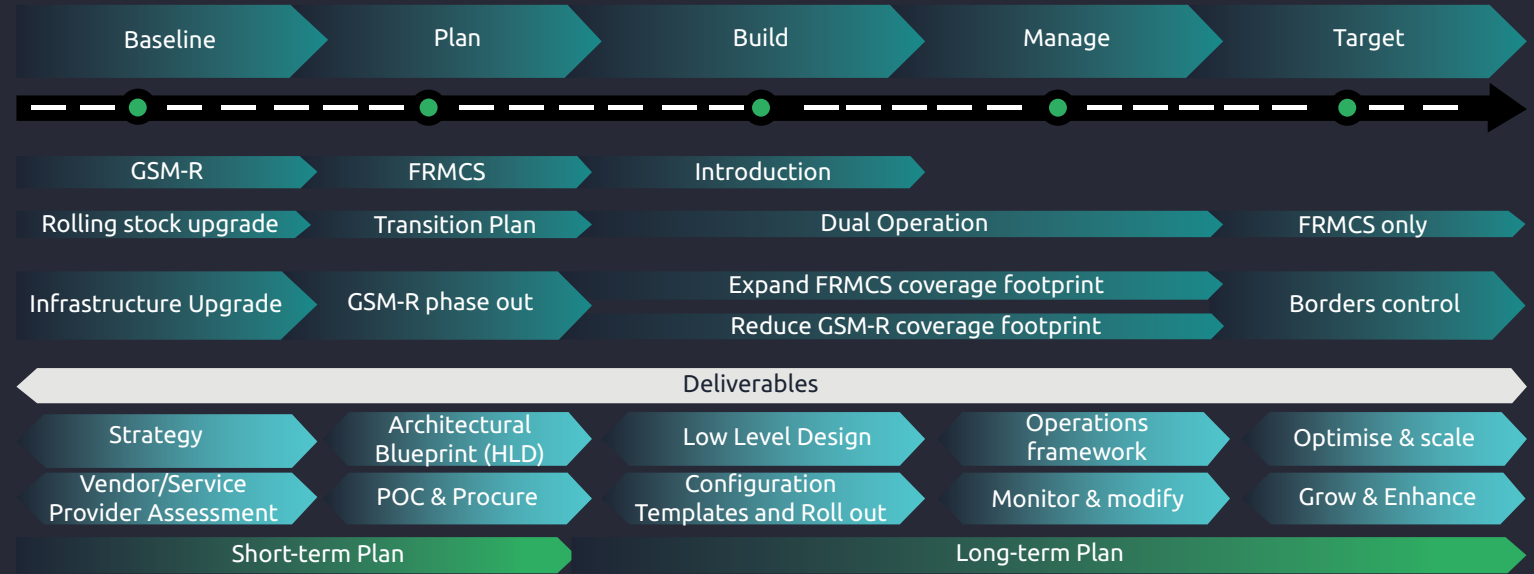 Baseline
Plan
Build
Manage
Target
GSM-R
FRMCS
Introduction
Rolling stock upgrade
Transition Plan
Dual Operation
FRMCS only
Infrastructure Upgrade
GSM-R phase out
Expand FRMCS coverage footprint
Reduce GSM-R coverage footprint
Borders control
Deliverables
Strategy
Architectural
Blueprint (HLD)
Low Level Design
Operations
framework
Optimise & scale
Vendor/Service
Provider Assessment
POC & Procure
Configuration
Templates and Roll out
Monitor & modify
Grow & Enhance
Short-term Plan
Long-term Plan